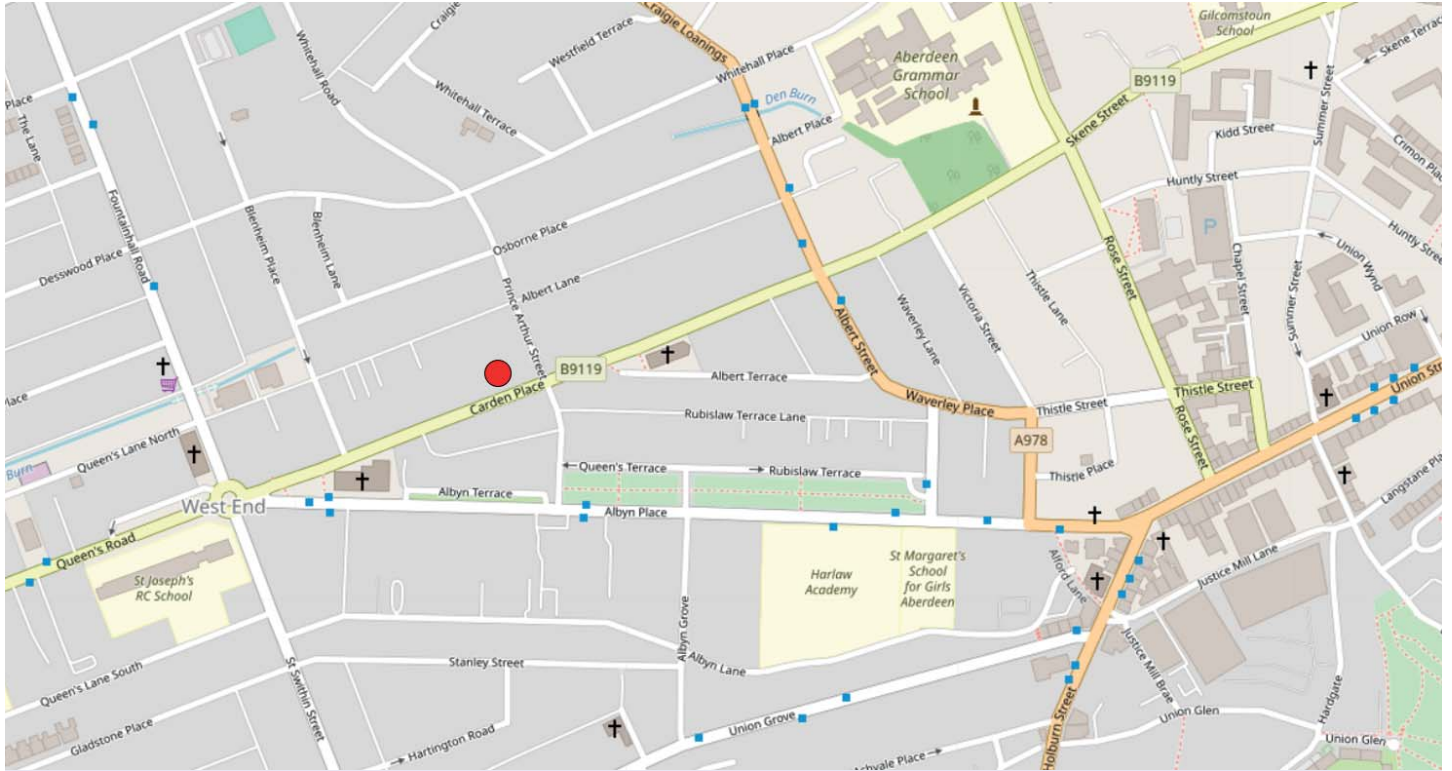 Craigie
Westfield Terrace
Craigie Loanings
Gilcomstoun
School
Skene Terrace
Whitehall Road
Whitehall Place
Aberdeen
Grammar
School
B9119
Place
The Lane
Whitehall Terrace
Den Burn
Albert Place
Skene Street
Summer Street
Kidd Street
Crimon Place
Huntly Street
Fountainhall Road
Blenheim Place
Blenheim Lane
Osborne Place
Desswood Place
Albert Lane
Prince Arthur Street
P
Rose Street
Chapel Street
Huntly Street
Union Wynd
Summer Street
Union Row
Thistle Lane
Victoria Street
Waverley Lane
Albert Street
B9119
Carden Place
Albert Terrace
Place
Waverley Place
Thistle Street
Thistle Street
Union Str
Rubislaw Terrace Lane
Rose Street
A978
Queen's Lane North
Burn
Queen's Terrace
Rubislaw Terrace
Thistle Place
Langstane Pla
Albyn Terrace
West End
Albyn Place
Queen's Road
St Joseph's
RC School
Harlaw
Academy
St Margaret's
School
for Girls
Aberdeen
Alford Lane
Justice Mill Lane
Albyn Grove
Albyn Lane
Stanley Street
Queen's Lane South
St Swithin Street
Justice Mill Brae
Hardgate
Union Grove
Union Glen
Union Glen
Gladstone Place
Hartington Road
Holburn Street
Ashvale Place